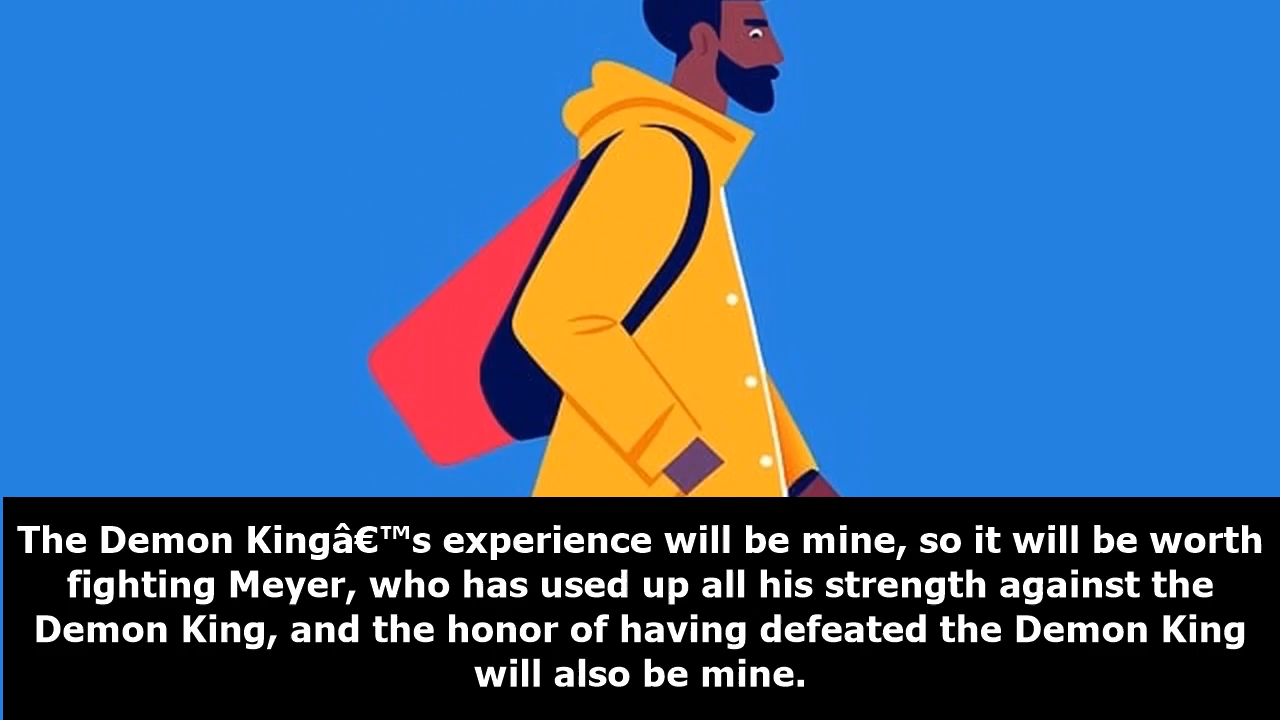 The Demon Kingâ€™s experience will be mine, so it will be worth
fighting Meyer, who has used up all his strength against the
Demon King, and the honor of having defeated the Demon King
will also be mine.